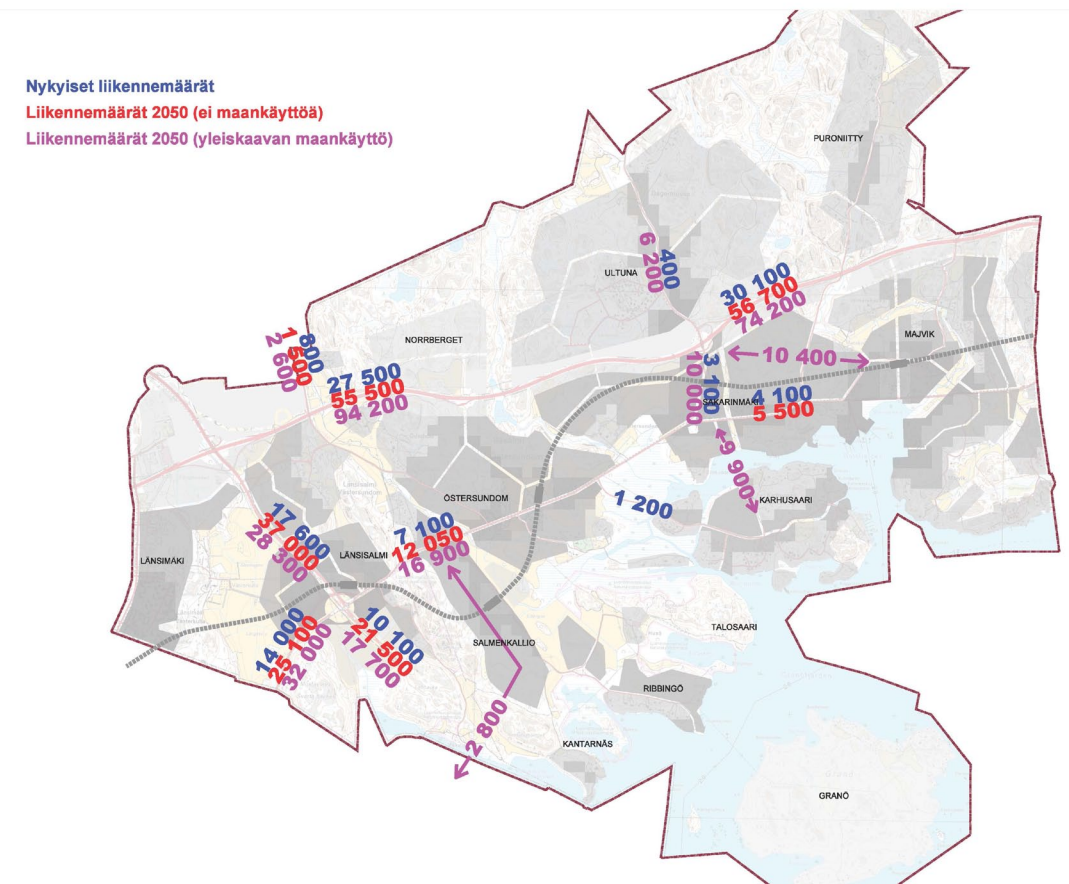 Nykyiset liikennemäärät
Liikennemäärät 2050 (ei maankäyttöä)
Liikennemäärät 2050 (yleiskaavan maankäyttö)
PURONIITTY
ULTUNA
400
6 200
30 100
56 700
74 200
NORRBERGET
MAJVIK
800
1 600
2 600
10 400
27 500
55 500
94 200
3 100
10 000
SAKARINMÄKI
4 100
5 500
9 900
ÖSTERSUNDOM
1 200
KARHUSAARI
17 600
37 000
28 300
7 100
12 050
16 900
LÄNSIMÄKI
LÄNSISALMI
14 000
25 100
32 000
10 100
21 500
17 700
SALMENKALLIO
TALOSAARI
RIBBINGÖ
2 800
KANTARNÄS
GRANÖ